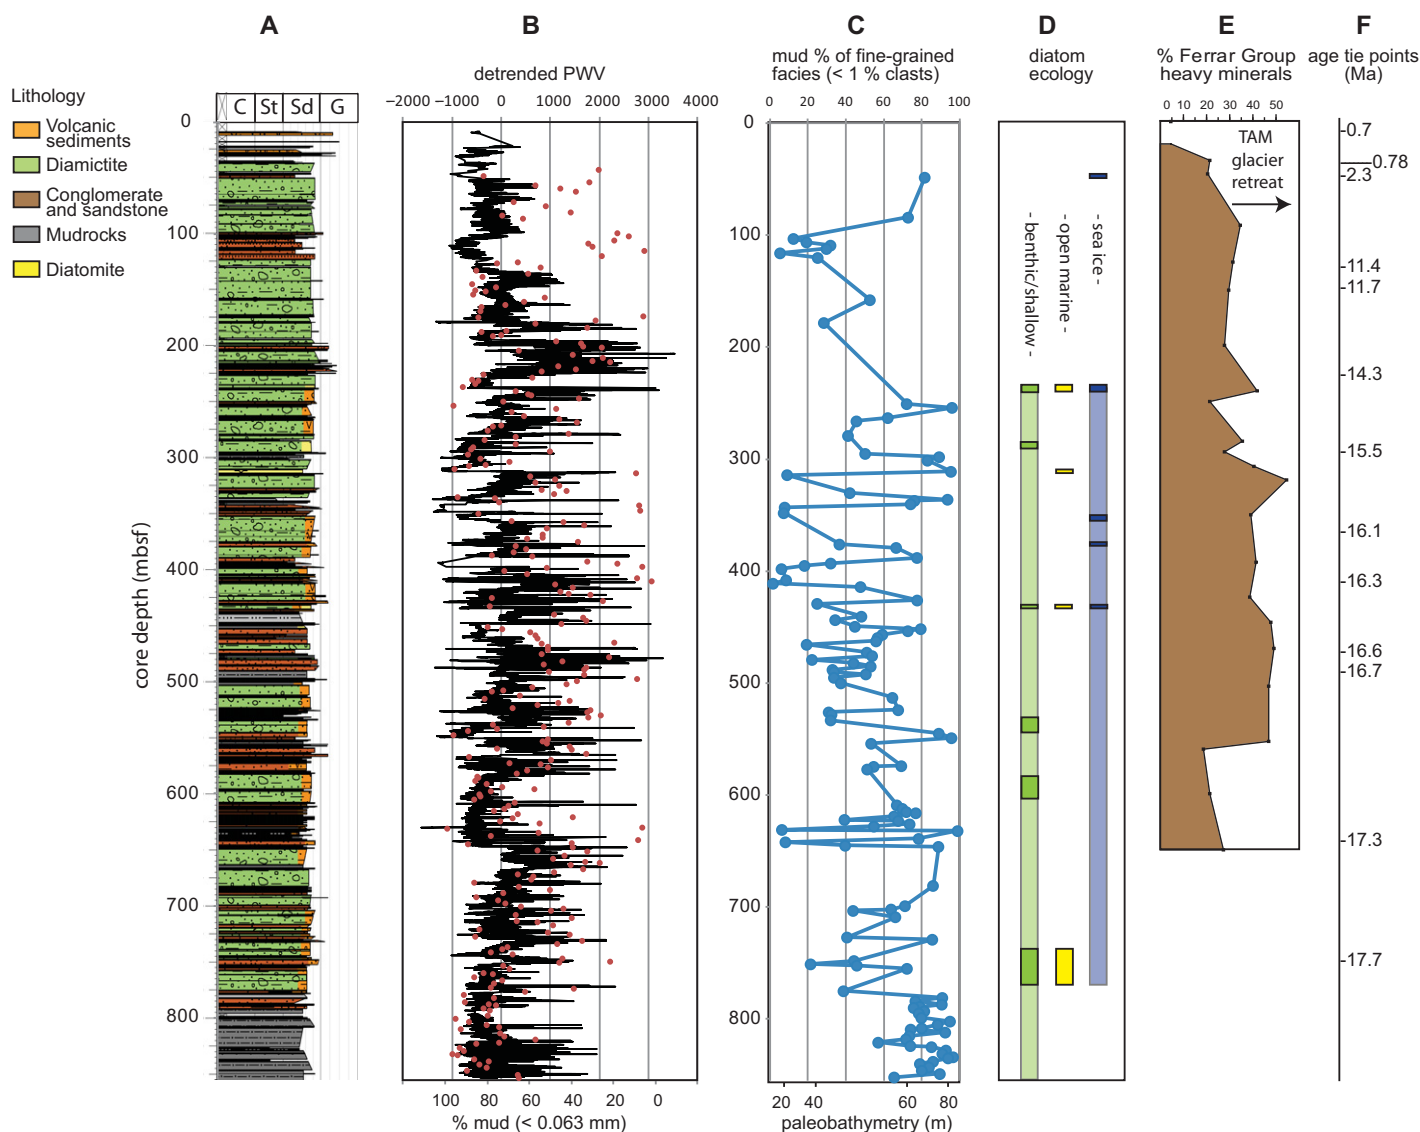 A
B
C
D
E
F
detrended PWV
mud % of fine-grained
facies (< 1 % clasts)
diatom
ecology
% Ferrar Group
heavy minerals
age tie points
(Ma)
Lithology
Volcanic
sediments
Diamictite
Conglomerate
and sandstone
Mudrocks
Diatomite
C St Sd G
−2000 −1000 0 1000 2000 3000 4000
0 20 40 60 80 100
0 10 20 30 40 50
core depth (mbsf)
0
100
200
300
400
500
600
700
800
0
100
200
300
400
500
600
700
800
- benthic/shallow -
- open marine -
- sea ice -
TAM
glacier
retreat
0.7
0.78
2.3
11.4
11.7
14.3
15.5
16.1
16.3
16.6
16.7
17.3
17.7
100 80 60 40 20 0
% mud (< 0.063 mm)
20 40 60 80
paleobathymetry (m)